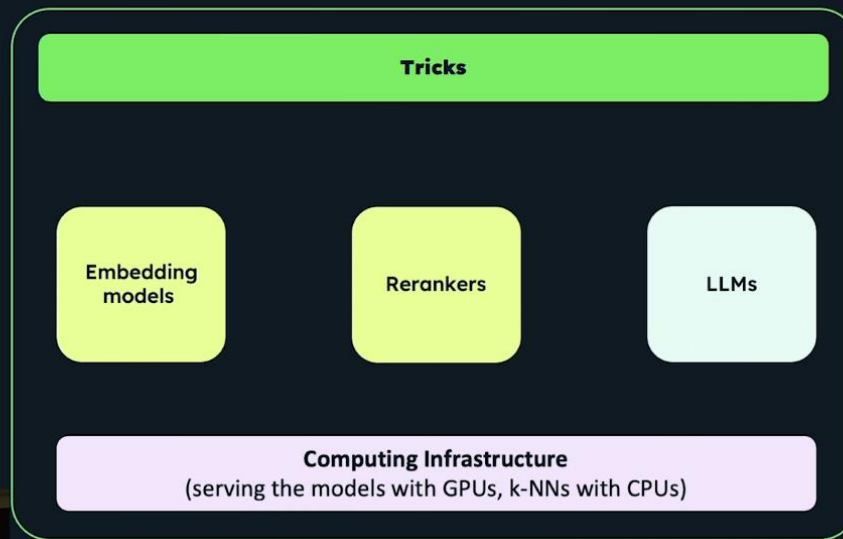 Tricks
Embedding
models
Rerankers
LLMs
Computing Infrastructure
(serving the models with GPUs, k-NNs with CPUs)